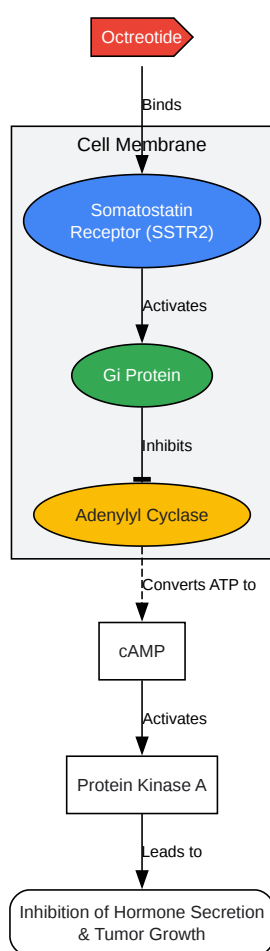 Octreotide
Binds
Cell Membrane
Somatostatin
Receptor (SSTR2)
Activates
Gi Protein
Inhibits
Adenylyl Cyclase
Converts ATP to
cAMP
Activates
Protein Kinase A
Leads to
Inhibition of Hormone Secretion
& Tumor Growth